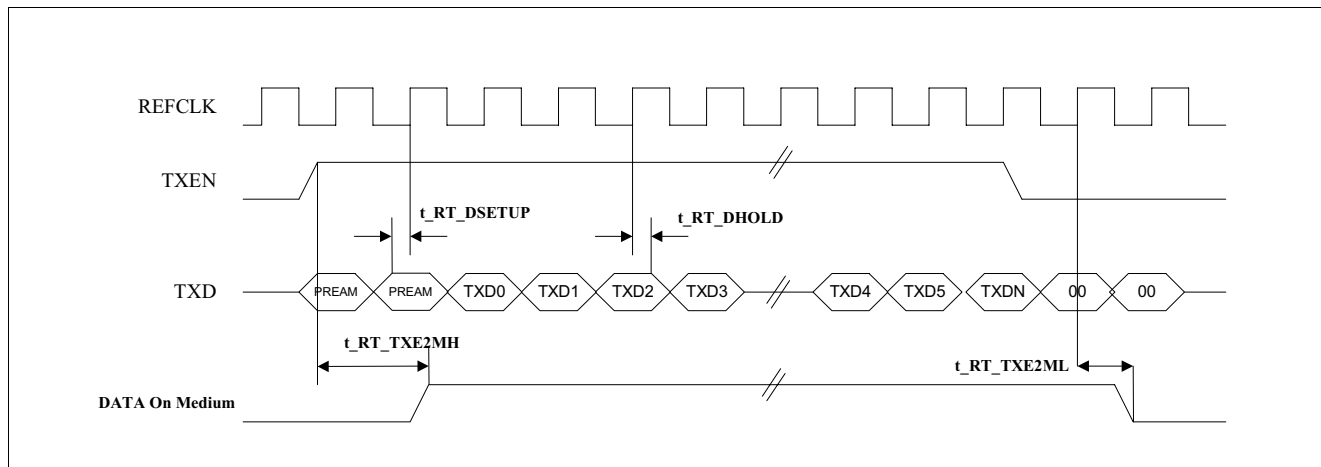 REFCLK
TXEN
t_RT_DSETUP
t_RT_DHOLD
TXD
PREAM PREAM TXD0 TXD1 TXD2 TXD3 TXD4 TXD5 TXDN 00 00
t_RT_TXE2MH
t_RT_TXE2ML
DATA On Medium